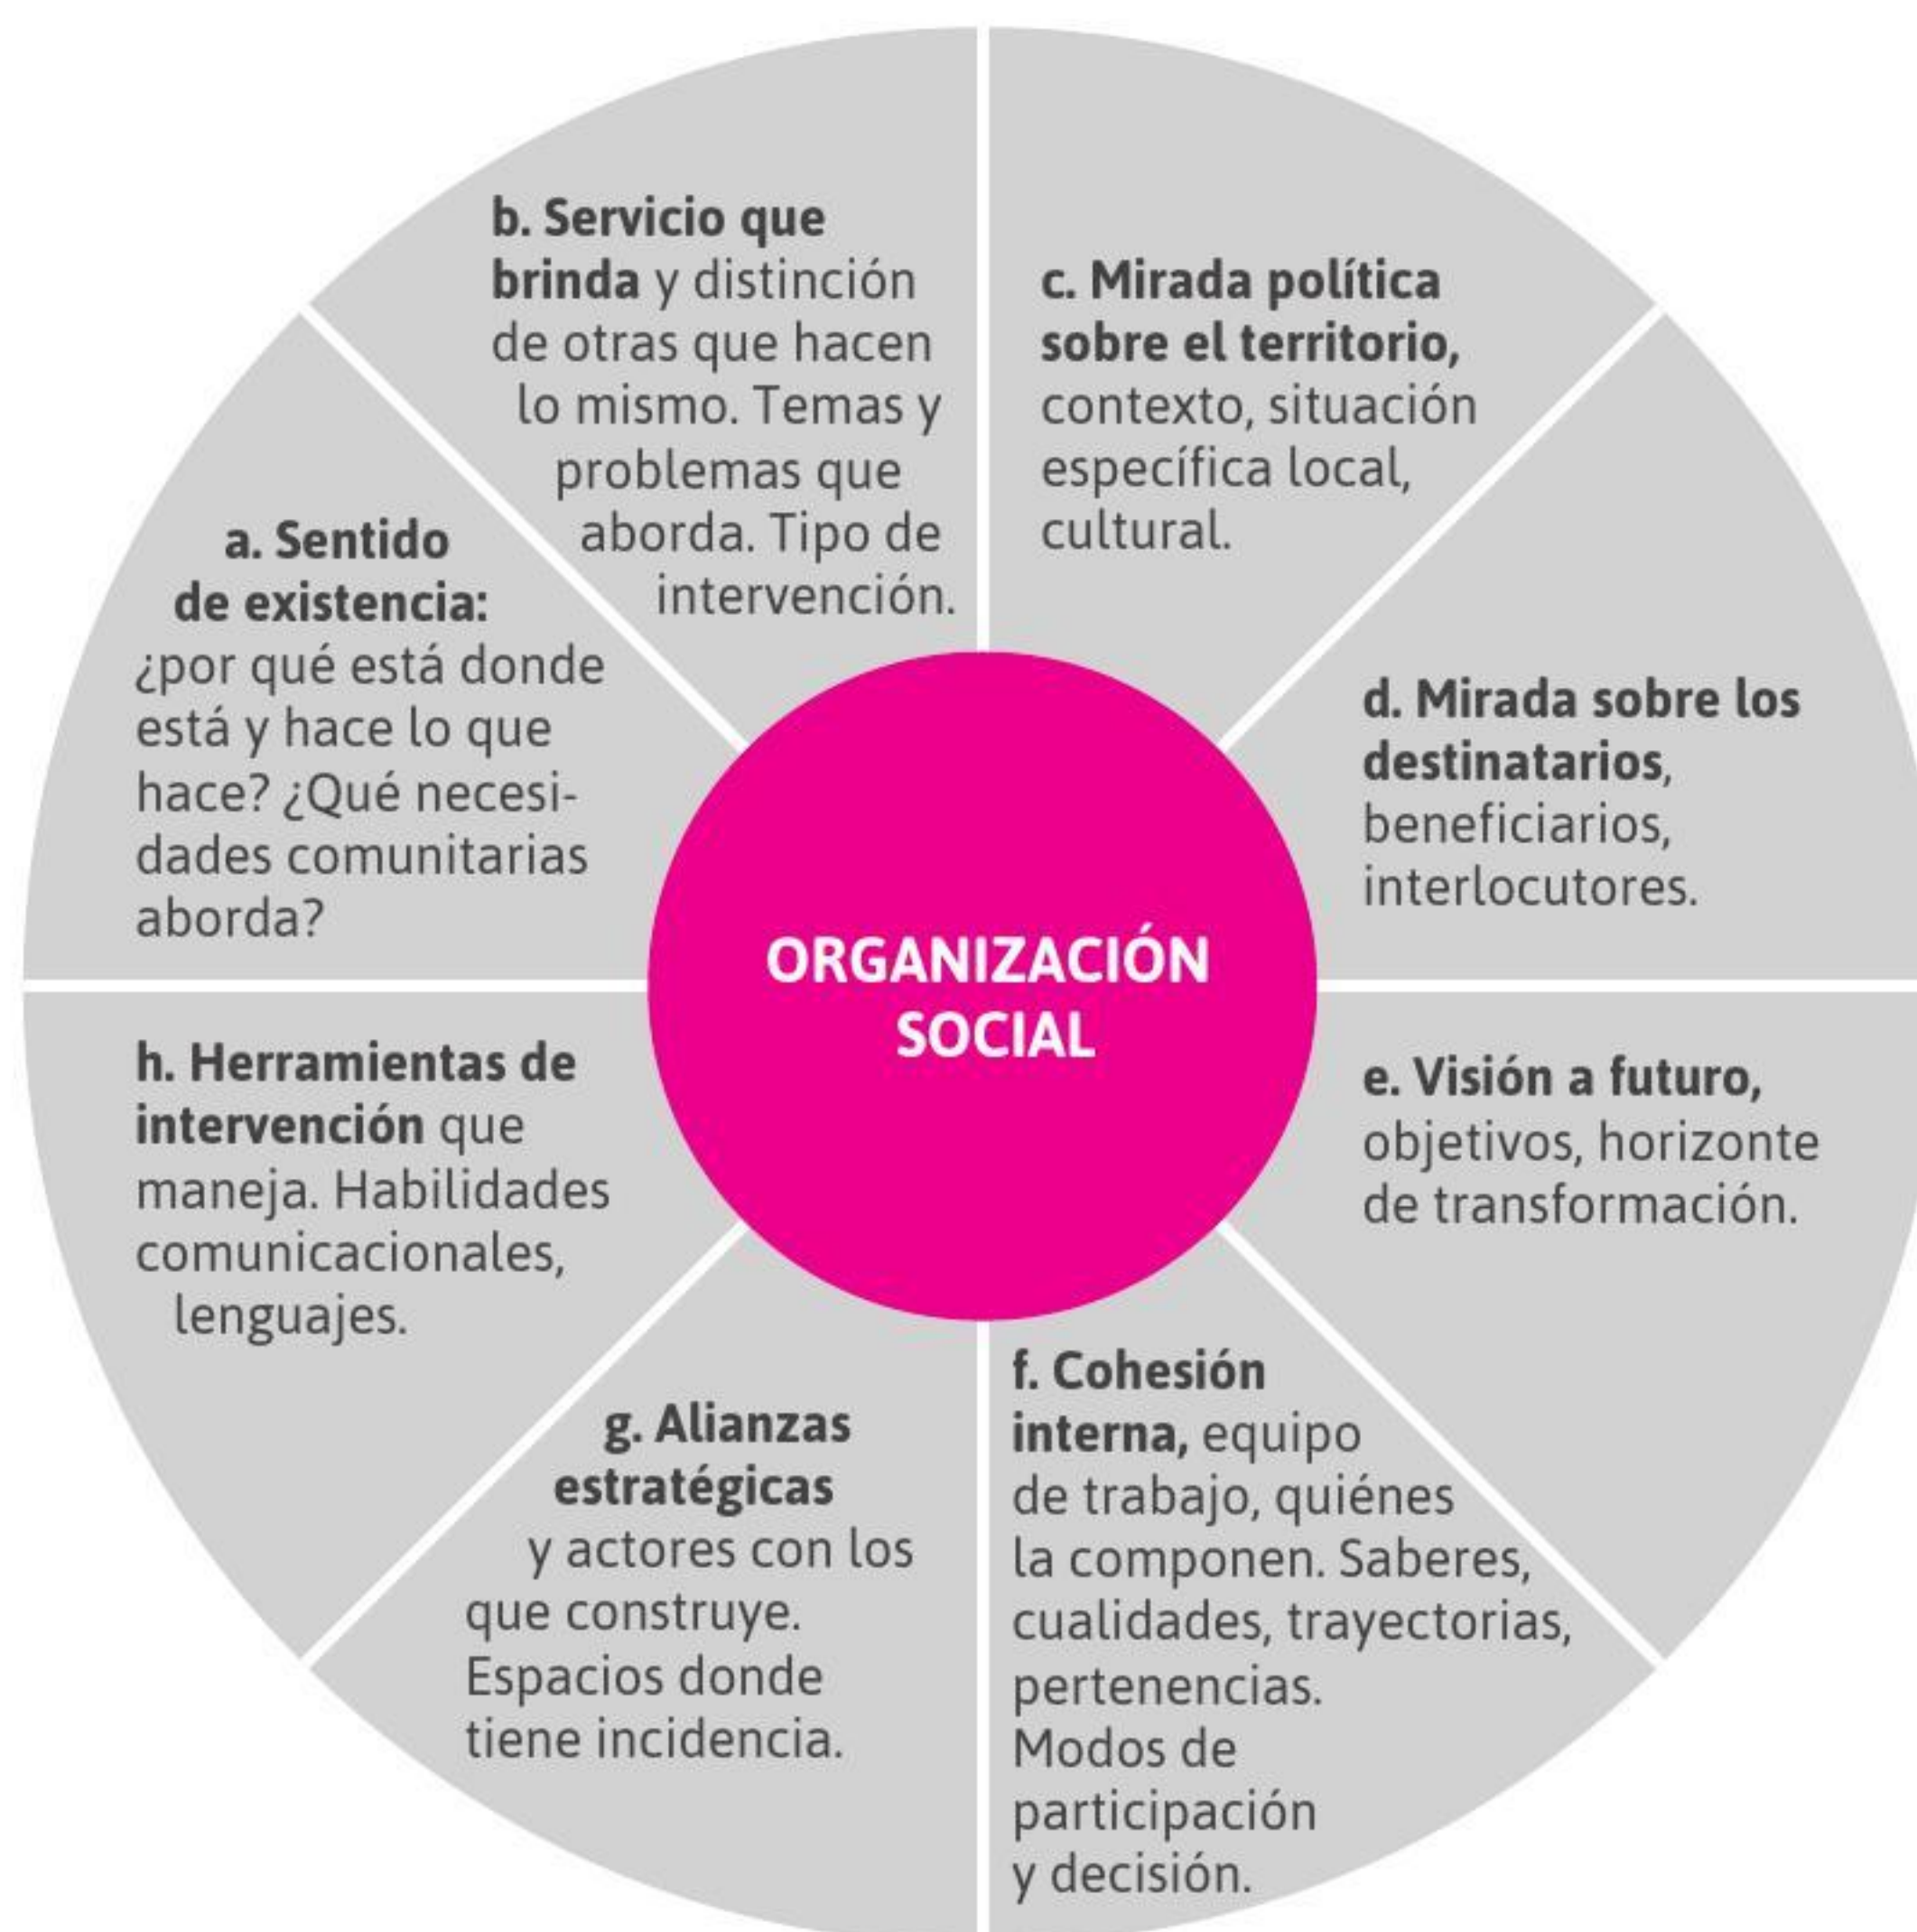 a. Sentido
de existencia:
¿por qué está donde
está y hace lo que
hace? ¿Qué necesi-
dades comunitarias
aborda?
b. Servicio que
brinda y distinción
de otras que hacen
lo mismo. Temas y
problemas que
aborda. Tipo de
intervención.
c. Mirada política
sobre el territorio,
contexto, situación
específica local,
cultural.
d. Mirada sobre los
destinatarios,
beneficiarios,
interlocutores.
e. Visión a futuro,
objetivos, horizonte
de transformación.
f. Cohesión
interna, equipo
de trabajo, quiénes
la componen. Saberes,
cualidades, trayectorias,
pertenencias.
Modos de
participación
y decisión.
g. Alianzas
estratégicas
y actores con los
que construye.
Espacios donde
tiene incidencia.
h. Herramientas de
intervención que
maneja. Habilidades
comunicacionales,
lenguajes.
ORGANIZACIÓN
SOCIAL